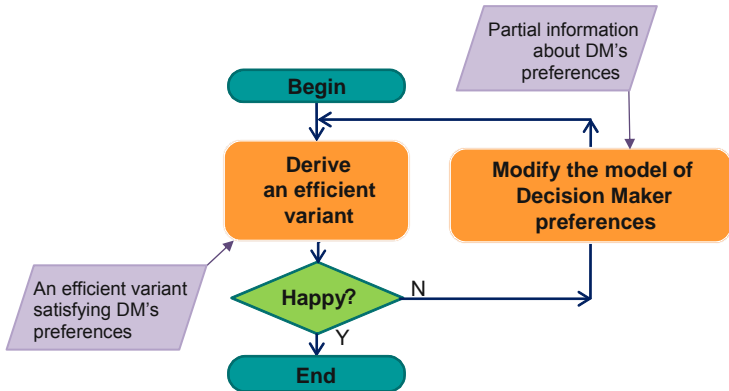 Partial information
about DM's
preferences
Begin
Derive
an efficient
variant
Modify the model of
Decision Maker
preferences
An efficient variant
satisfying DM's
preferences
Happy?
N
Y
End